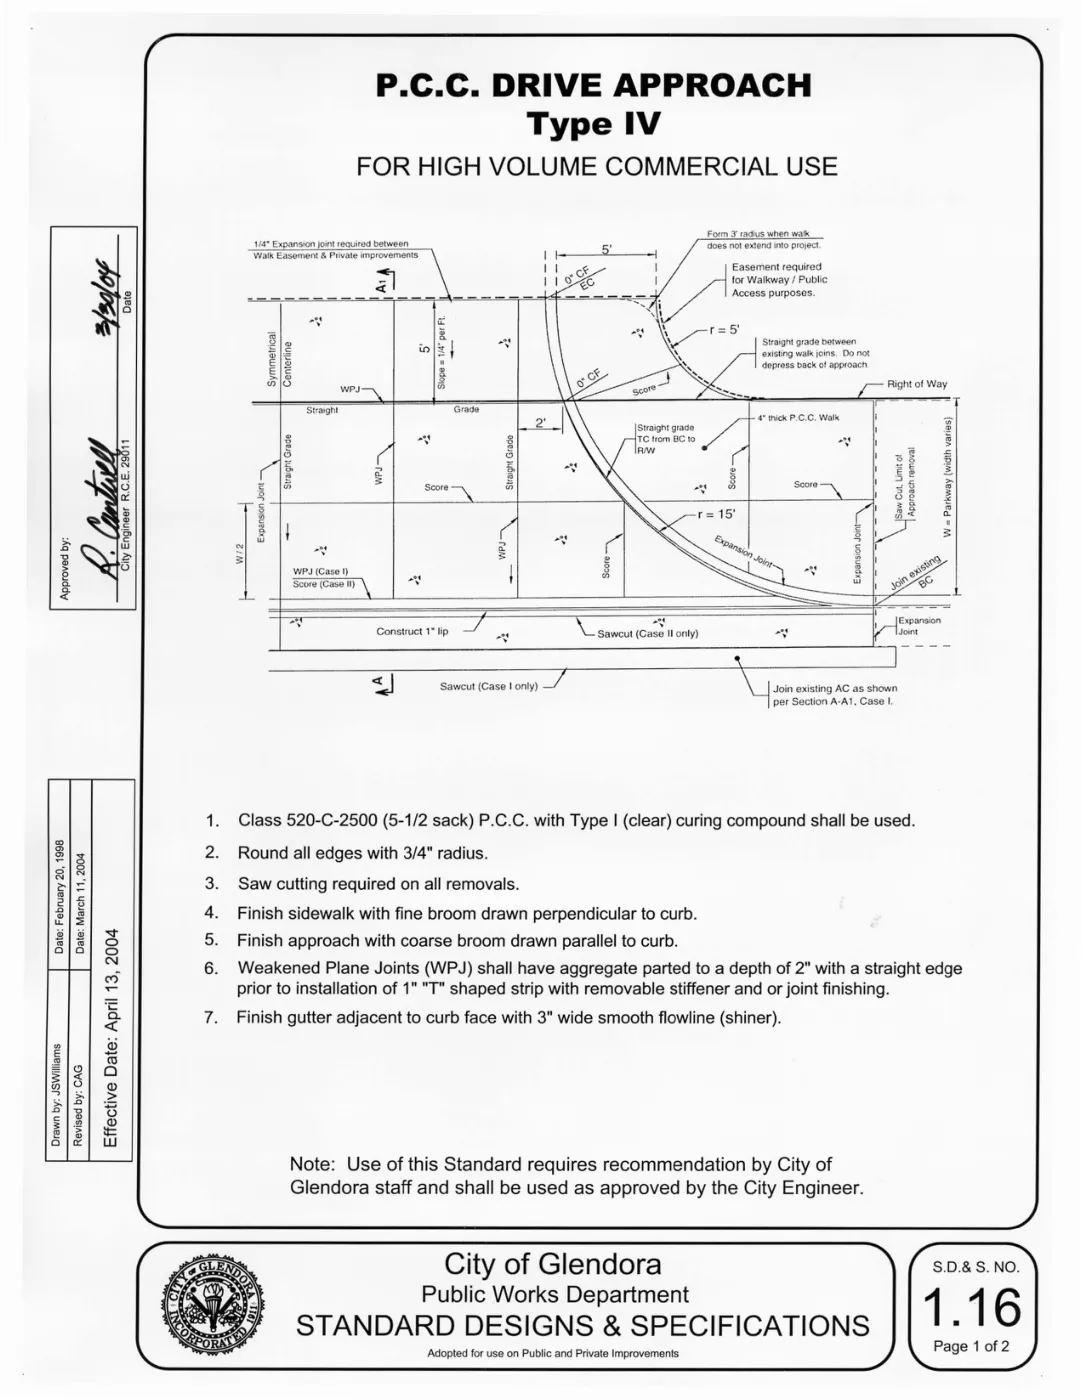 P.C.C. DRIVE APPROACH
Type IV
FOR HIGH VOLUME COMMERCIAL USE
1/4" Expansion joint required between
Walk Easement & Private improvements
A1
5'
0" CF
EC
Form 3' radius when walk
does not extend into project.
Easement required
for Walkway / Public
Access purposes.
r = 5'
Straight grade between
existing walk joins. Do not
depress back of approach
Right of Way
Symmetrical
Centerline
5'
Slope = 1/4" per Ft.
WPJ
0" CF
Score
Straight Grade
2'
Straight grade
TC from BC to
R/W
4" thick P.C.C. Walk
Expansion Joint
Straight Grade
WPJ
Score
Straight Grade
Score
Score
Saw Cut, Limit of
Approach removal
W = Parkway (width varies)
r = 15'
Expansion Joint
Expansion Joint
W/2
WPJ
Score
WPJ (Case I)
Score (Case II)
Join existing
BC
Construct 1" lip
Sawcut (Case II only)
Expansion
Joint
A
Sawcut (Case I only)
Join existing AC as shown
per Section A-A1, Case I.
Approved by:
R. Cantwell
City Engineer R.C.E. 29011
3/30/04
Date
1. Class 520-C-2500 (5-1/2 sack) P.C.C. with Type I (clear) curing compound shall be used.
2. Round all edges with 3/4" radius.
3. Saw cutting required on all removals.
4. Finish sidewalk with fine broom drawn perpendicular to curb.
5. Finish approach with coarse broom drawn parallel to curb.
6. Weakened Plane Joints (WPJ) shall have aggregate parted to a depth of 2" with a straight edge
prior to installation of 1" "T" shaped strip with removable stiffener and or joint finishing.
7. Finish gutter adjacent to curb face with 3" wide smooth flowline (shiner).
Drawn by: JSWilliams Date: February 20, 1998
Revised by: CAG Date: March 11, 2004
Effective Date: April 13, 2004
Note: Use of this Standard requires recommendation by City of
Glendora staff and shall be used as approved by the City Engineer.
CITY OF GLENDORA
INCORPORATED 1911
City of Glendora
Public Works Department
STANDARD DESIGNS & SPECIFICATIONS
Adopted for use on Public and Private Improvements
S.D.& S. NO.
1.16
Page 1 of 2